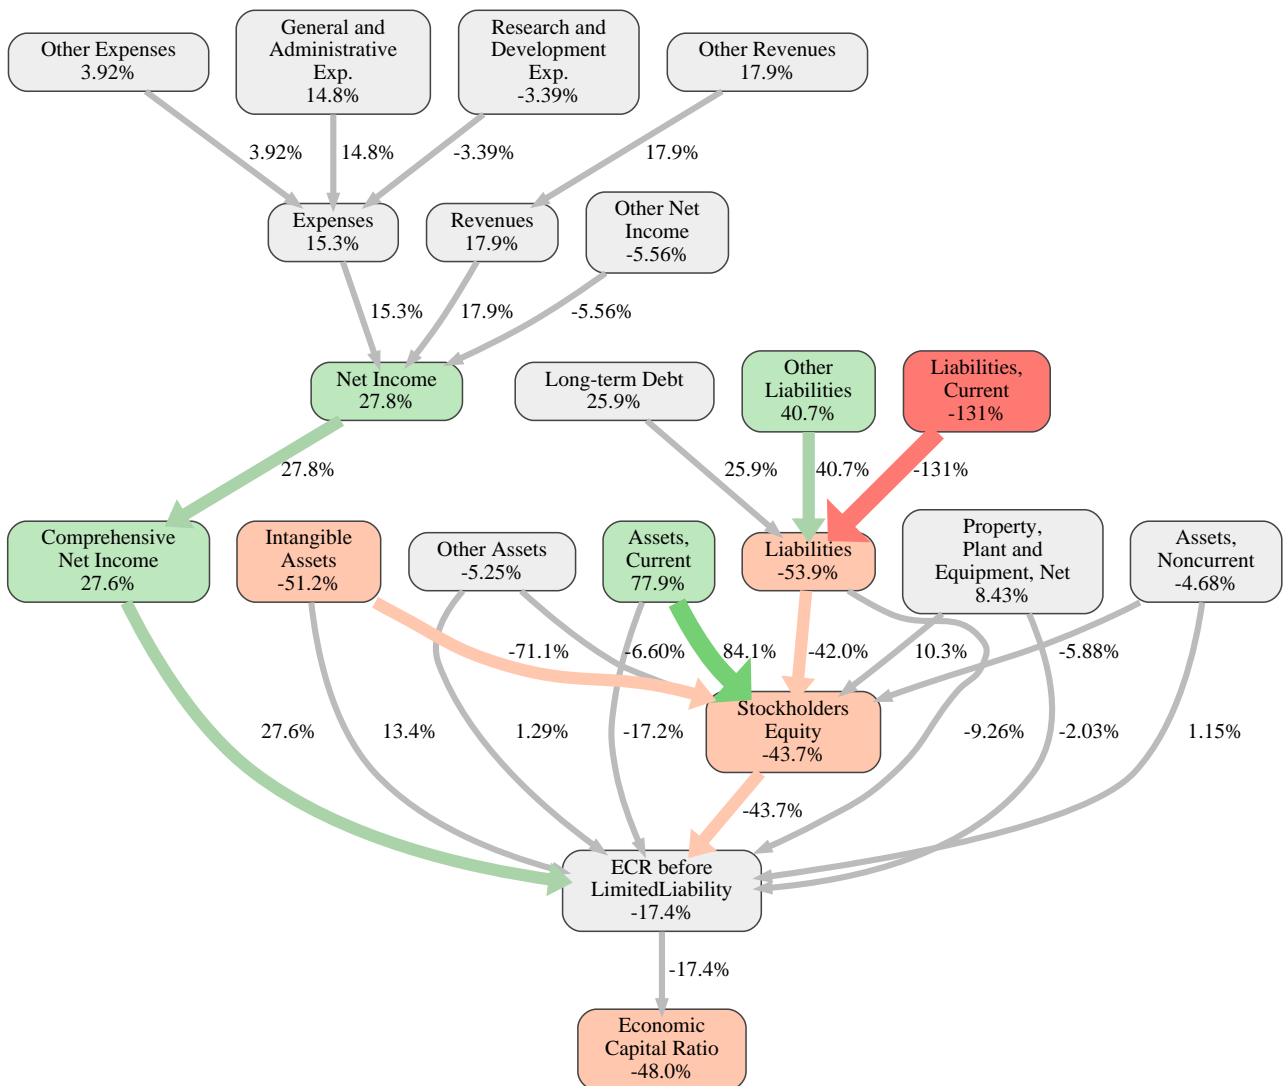 Other Expenses
3.92%
General and
Administrative
Exp.
14.8%
Research and
Development
Exp.
-3.39%
Other Revenues
17.9%
3.92%
14.8%
-3.39%
17.9%
Expenses
15.3%
Revenues
17.9%
Other Net
Income
-5.56%
15.3%
17.9%
-5.56%
Net Income
27.8%
Long-term Debt
25.9%
Other
Liabilities
40.7%
Liabilities,
Current
-131%
27.8%
25.9%
40.7%
-131%
Comprehensive
Net Income
27.6%
Intangible
Assets
-51.2%
Other Assets
-5.25%
Assets,
Current
77.9%
Liabilities
-53.9%
Property,
Plant and
Equipment, Net
8.43%
Assets,
Noncurrent
-4.68%
-71.1%
-6.60%
84.1%
-42.0%
10.3%
-5.88%
Stockholders
Equity
-43.7%
27.6%
13.4%
1.29%
-17.2%
-9.26%
-2.03%
1.15%
-43.7%
ECR before
LimitedLiability
-17.4%
-17.4%
Economic
Capital Ratio
-48.0%